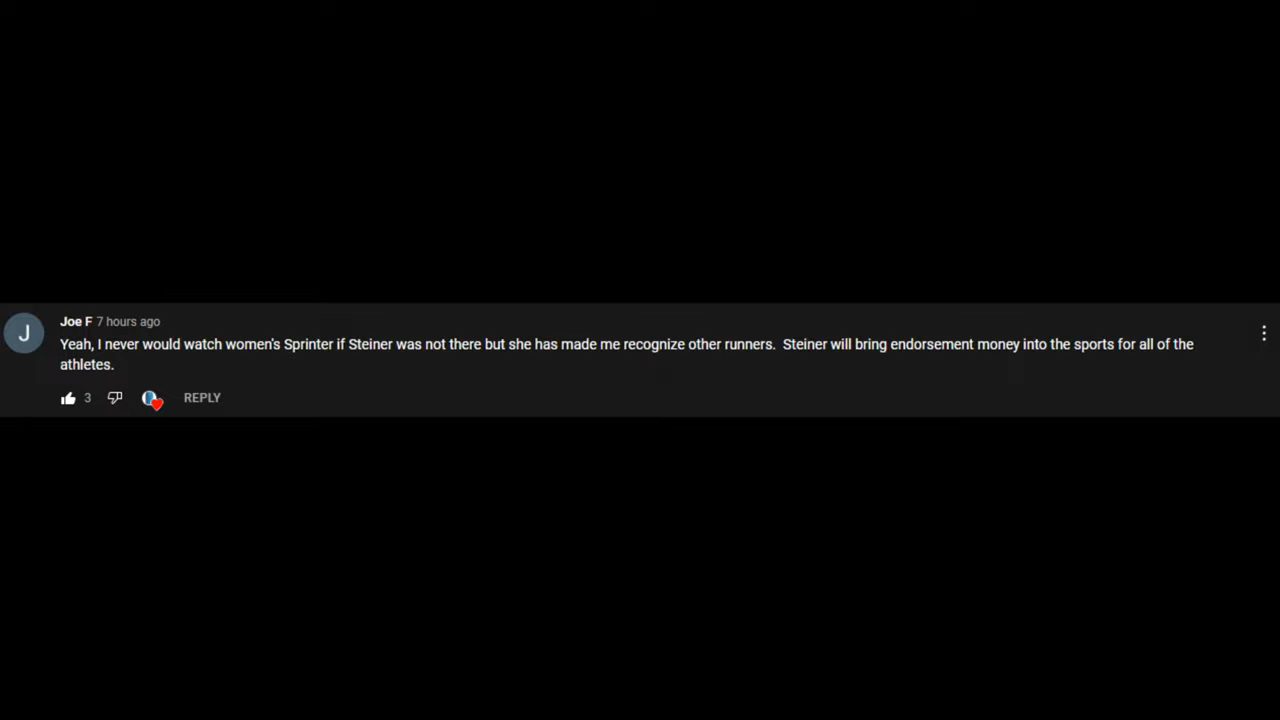 J
Joe F 7 hours ago
Yeah, I never would watch women's Sprinter if Steiner was not there but she has made me recognize other runners.  Steiner will bring endorsement money into the sports for all of the
athletes.
3 REPLY